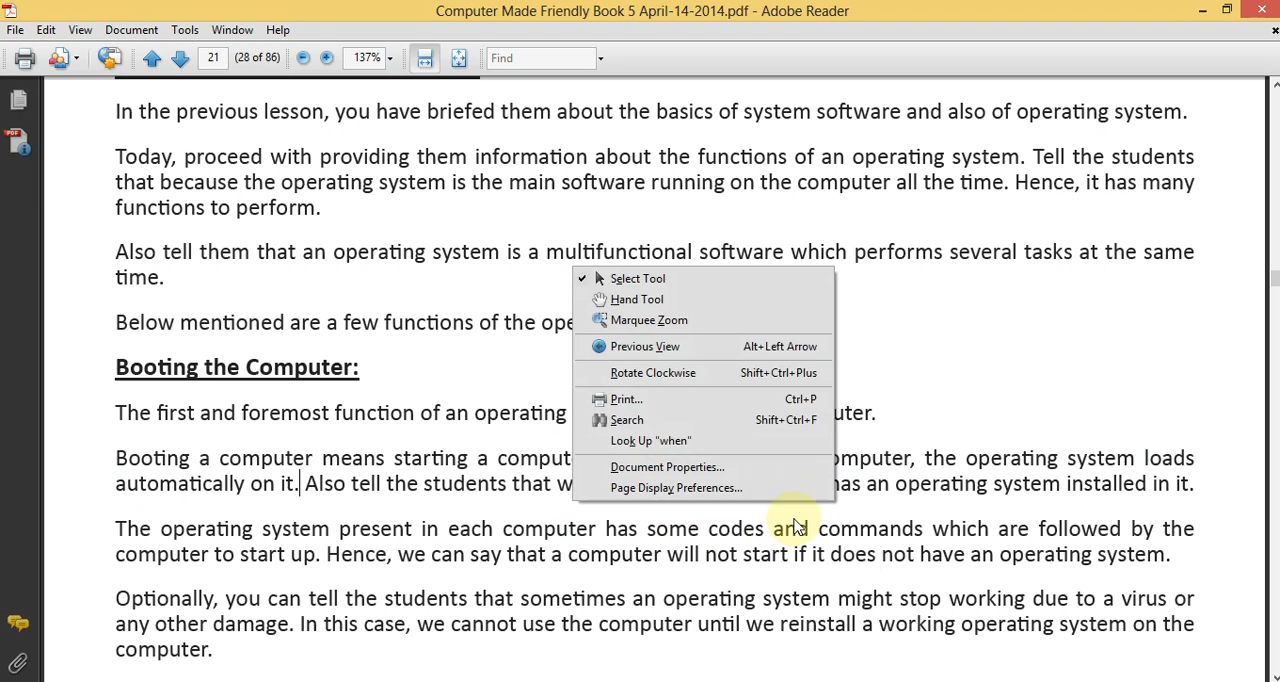 Computer Made Friendly Book 5 April-14-2014.pdf - Adobe Reader
File Edit View Document Tools Window Help
21 (28 of 86) 137% Find
In the previous lesson, you have briefed them about the basics of system software and also of operating system.
Today, proceed with providing them information about the functions of an operating system. Tell the students
that because the operating system is the main software running on the computer all the time. Hence, it has many
functions to perform.
Also tell them that an operating system is a multifunctional software which performs several tasks at the same
time.
Below mentioned are a few functions of the ope
Booting the Computer:
The first and foremost function of an operating uter.
Booting a computer means starting a comput omputer, the operating system loads
automatically on it. Also tell the students that w has an operating system installed in it.
The operating system present in each computer has some codes and commands which are followed by the
computer to start up. Hence, we can say that a computer will not start if it does not have an operating system.
Optionally, you can tell the students that sometimes an operating system might stop working due to a virus or
any other damage. In this case, we cannot use the computer until we reinstall a working operating system on the
computer.
Select Tool
Hand Tool
Marquee Zoom
Previous View Alt+Left Arrow
Rotate Clockwise Shift+Ctrl+Plus
Print... Ctrl+P
Search Shift+Ctrl+F
Look Up "when"
Document Properties...
Page Display Preferences...